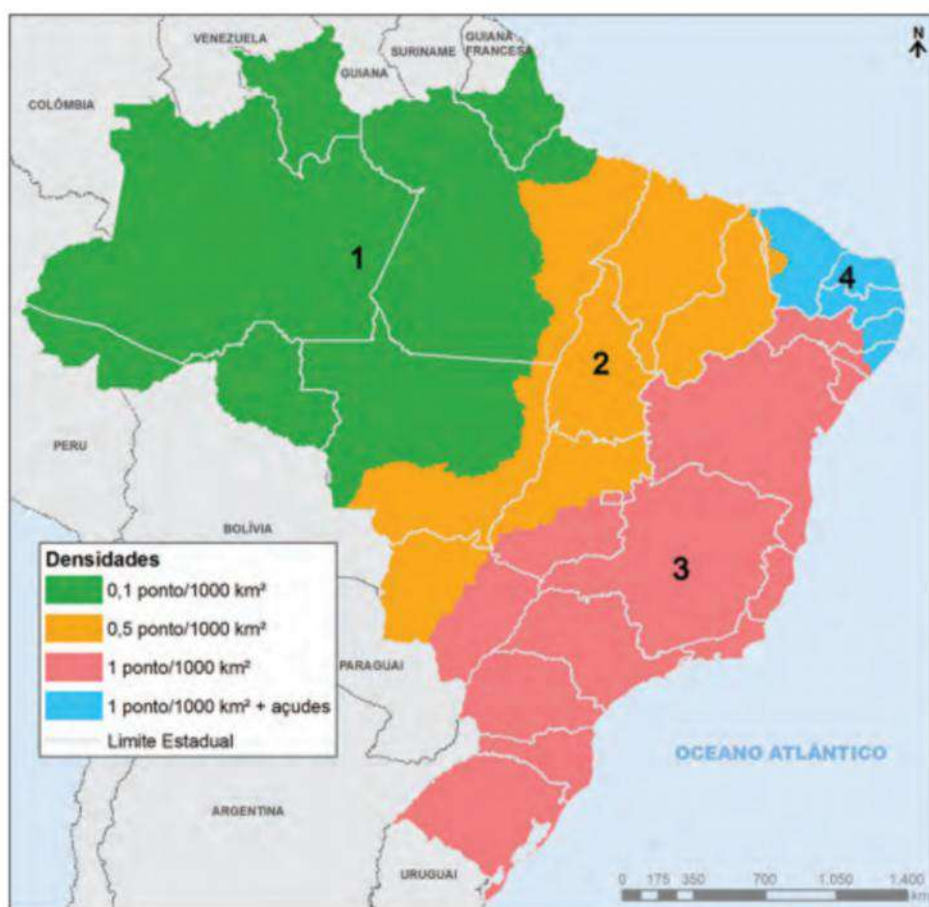 VENEZUELA
GUIANA
FRANCESA
SURINAME
GUIANA
COLÔMBIA
N
1
4
2
PERU
BOLÍVIA
3
Densidades
0,1 ponto/1000 km²
0,5 ponto/1000 km²
1 ponto/1000 km²
1 ponto/1000 km² + açudes
Limite Estadual
PARAGUAI
OCEANO ATLÂNTICO
ARGENTINA
URUGUAI
0 175 350 700 1.050 1.400
km